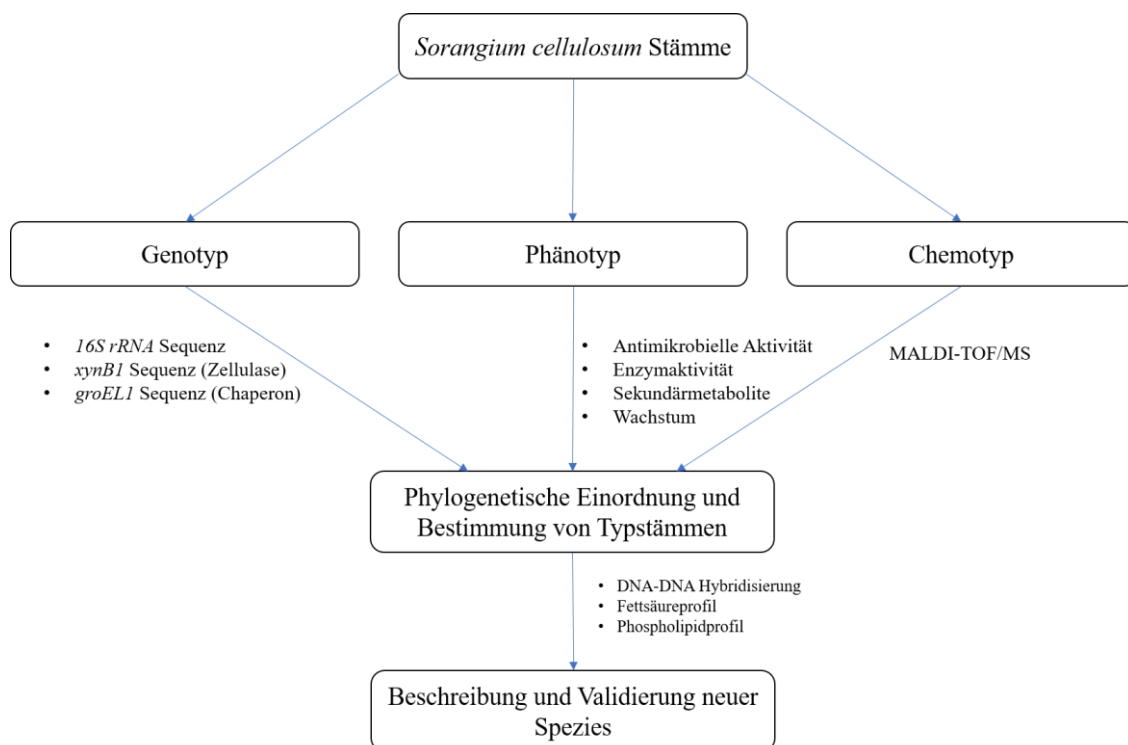 Sorangium cellulosum Stämme
Genotyp
Phänotyp
Chemotyp
• 16S rRNA Sequenz
• xynB1 Sequenz (Zellulase)
• groEL1 Sequenz (Chaperon)
• Antimikrobielle Aktivität
• Enzymaktivität
• Sekundärmetabolite
• Wachstum
MALDI-TOF/MS
Phylogenetische Einordnung und
Bestimmung von Typstämmen
• DNA-DNA Hybridisierung
• Fettsäureprofil
• Phospholipidprofil
Beschreibung und Validierung neuer
Spezies